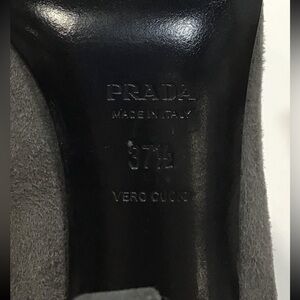 PRADA
MADE IN ITALY
37½
VERO CUOIO